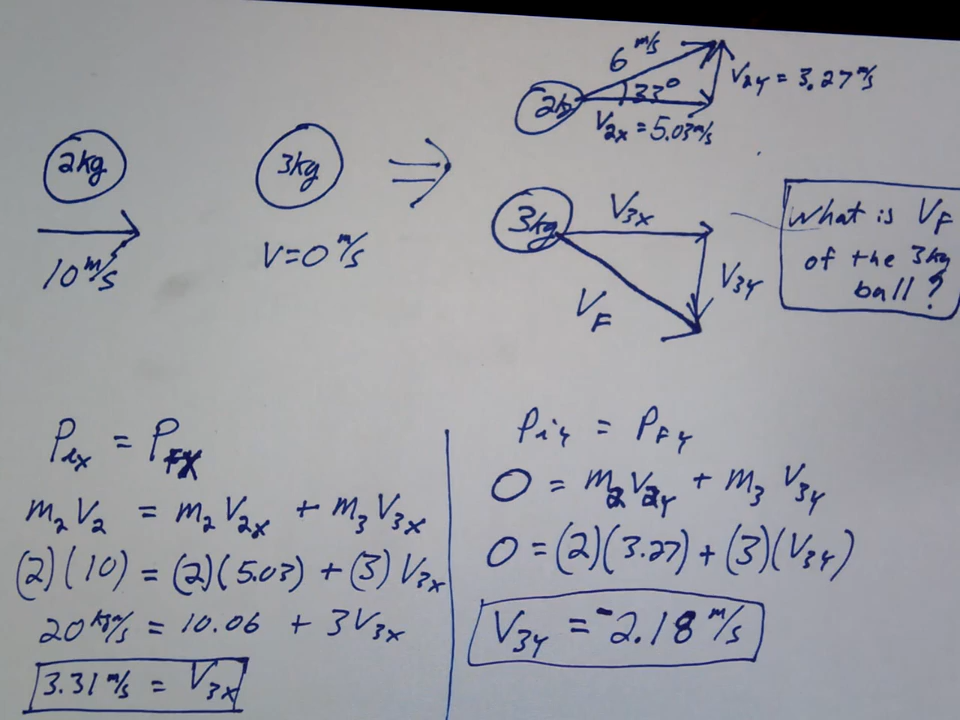 6 m/s
V2y = 3.27 m/s
2kg
33°
V2x = 5.03 m/s
2kg
3kg
10 m/s
V=0 m/s
3kg
V3x
V3y
VF
What is VF
of the 3kg
ball?
Pix = PFx
m2V2 = m2V2x + m3V3x
(2)(10) = (2)(5.03) + (3)V3x
20 kgm/s = 10.06 + 3V3x
3.31 m/s = V3x
Piy = PFy
0 = m2V2y + m3 V3y
0 = (2)(3.27) + (3)(V3y)
V3y = -2.18 m/s